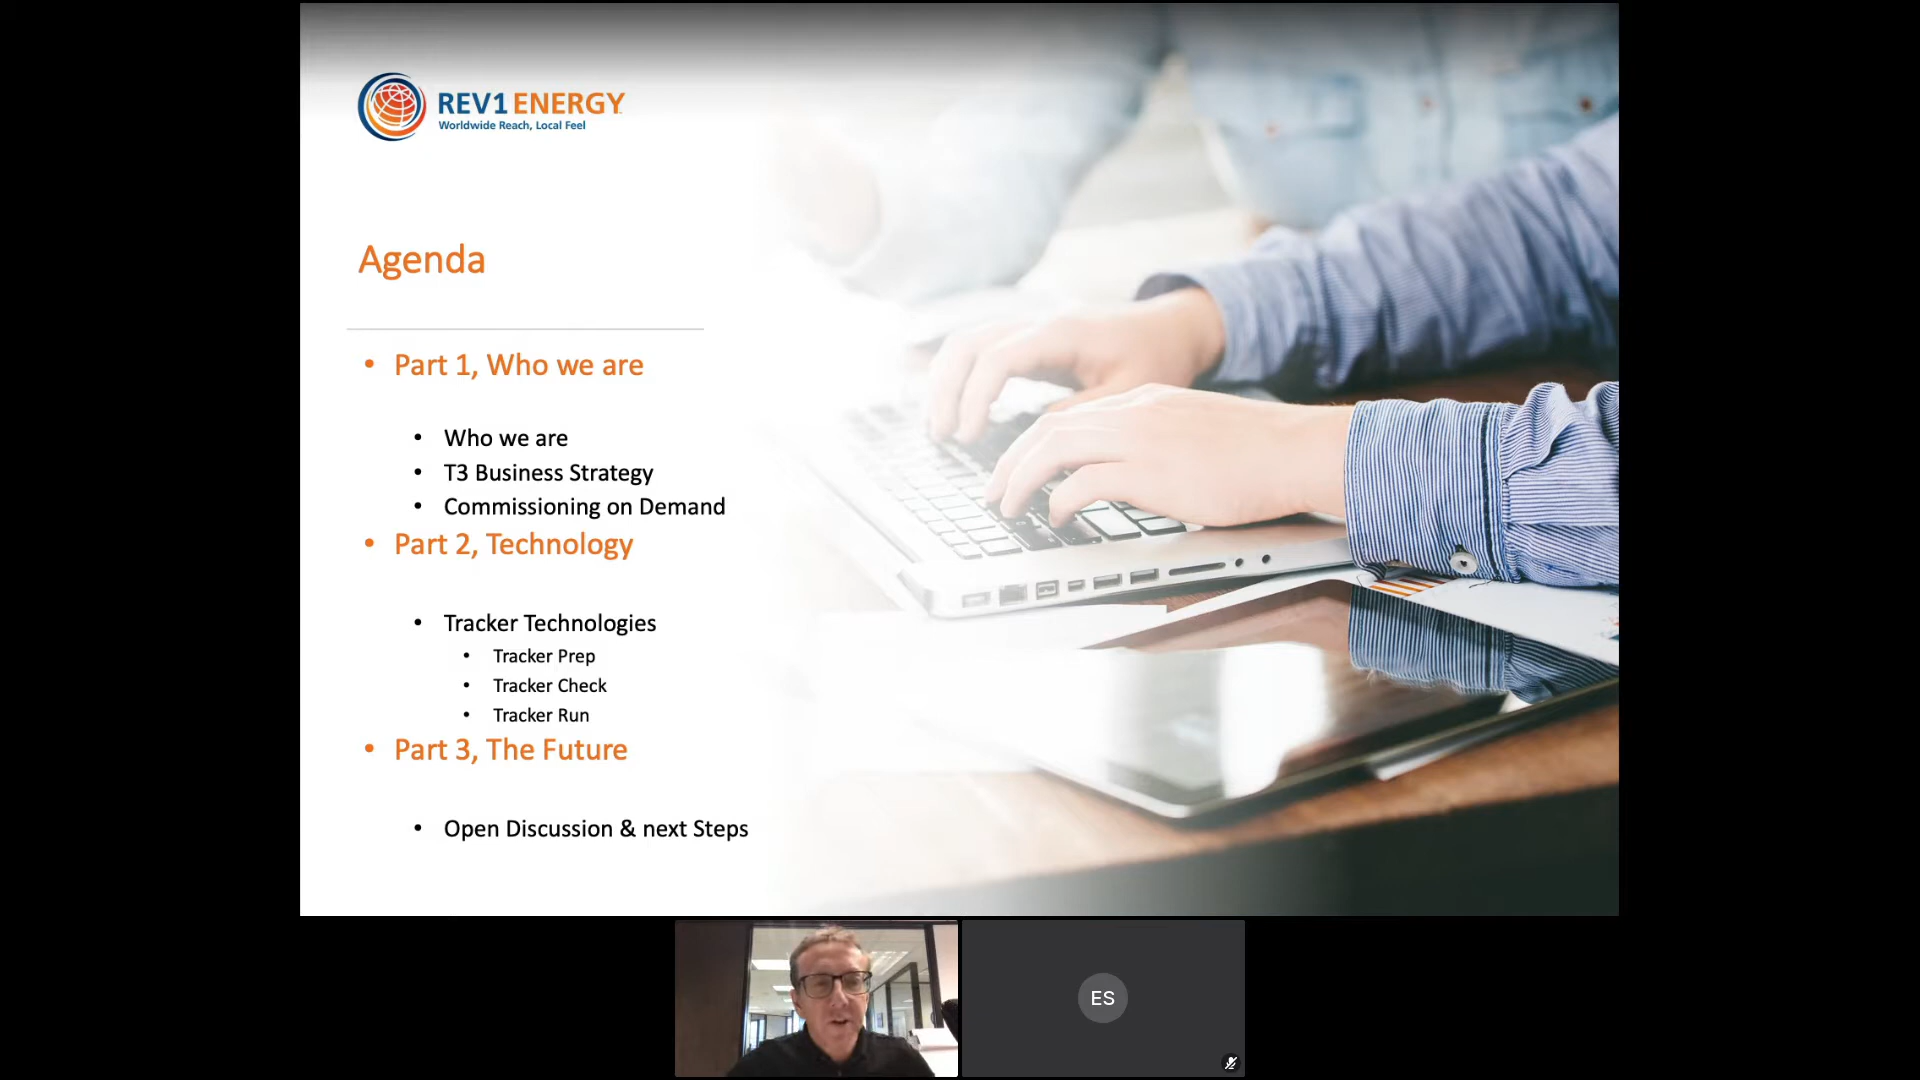 REV1 ENERGY
Worldwide Reach, Local Feel
Agenda
• Part 1, Who we are
• Who we are
• T3 Business Strategy
• Commissioning on Demand
• Part 2, Technology
• Tracker Technologies
• Tracker Prep
• Tracker Check
• Tracker Run
• Part 3, The Future
• Open Discussion & next Steps
ES